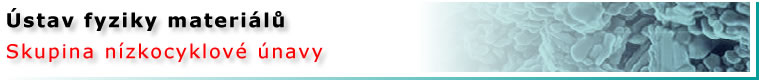 Ústav fyziky materiálů
Skupina nízkocyklové únavy